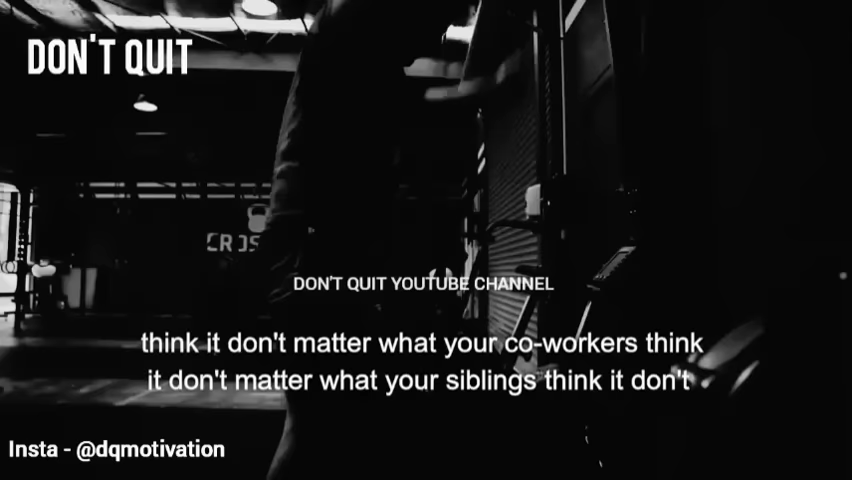 DON'T QUIT
CROS
DON'T QUIT YOUTUBE CHANNEL
think it don't matter what your co-workers think
it don't matter what your siblings think it don't
Insta - @dqmotivation